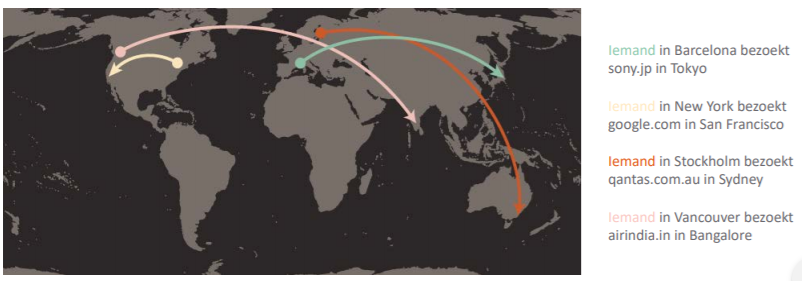 Iemand in Barcelona bezoekt
sony.jp in Tokyo
Iemand in New York bezoekt
google.com in San Francisco
Iemand in Stockholm bezoekt
qantas.com.au in Sydney
Iemand in Vancouver bezoekt
airindia.in in Bangalore